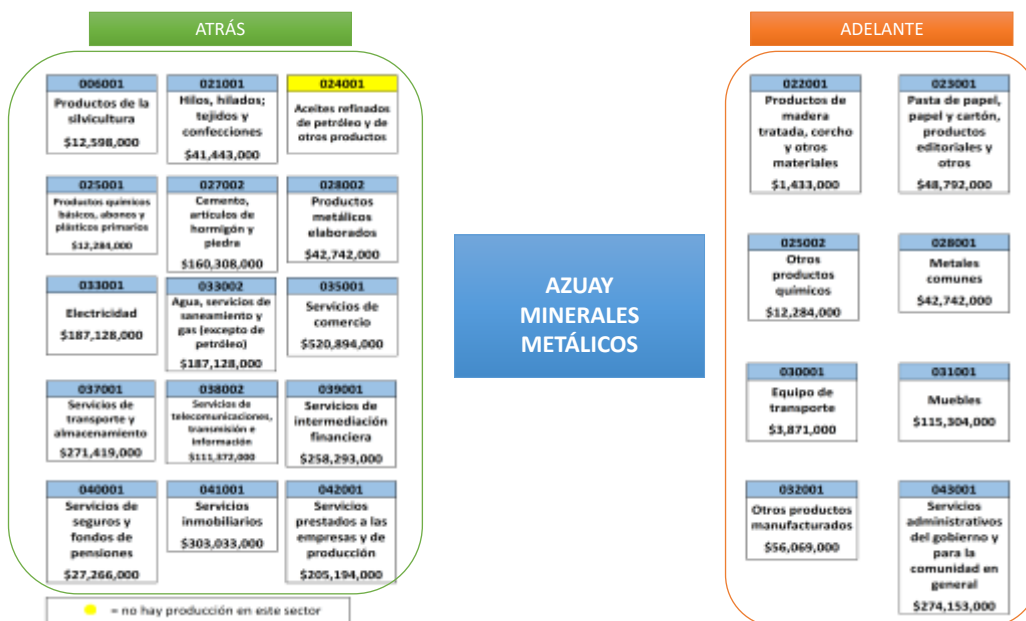 ATRÁS
006001
Productos de la
silvicultura
$12,598,000
021001
Hilos, hilados;
tejidos y
confecciones
$41,443,000
024001
Aceites refinados
de petróleo y de
otros productos
025001
Productos químicos
básicos, abonos y
plásticos primarios
$12,284,000
027002
Cemento,
artículos de
hormigón y
piedra
$160,308,000
028002
Productos
metálicos
elaborados
$42,742,000
033001
Electricidad
$187,128,000
033002
Agua, servicios de
saneamiento y
gas (excepto de
petróleo)
$187,128,000
035001
Servicios de
comercio
$520,894,000
037001
Servicios de
transporte y
almacenamiento
$271,419,000
038002
Servicios de
telecomunicaciones,
transmisión e
información
$111,372,000
039001
Servicios de
intermediación
financiera
$258,293,000
040001
Servicios de
seguros y
fondos de
pensiones
$27,266,000
041001
Servicios
inmobiliarios
$303,033,000
042001
Servicios
prestados a las
empresas y de
producción
$205,194,000
= no hay producción en este sector
AZUAY
MINERALES
METÁLICOS
ADELANTE
022001
Productos de
madera
tratada, corcho
y otros
materiales
$1,433,000
023001
Pasta de papel,
papel y cartón,
productos
editoriales y
otros
$48,792,000
025002
Otros
productos
químicos
$12,284,000
028001
Metales
comunes
$42,742,000
030001
Equipo de
transporte
$3,871,000
031001
Muebles
$115,304,000
032001
Otros productos
manufacturados
$56,069,000
043001
Servicios
administrativos
del gobierno y
para la
comunidad en
general
$274,153,000